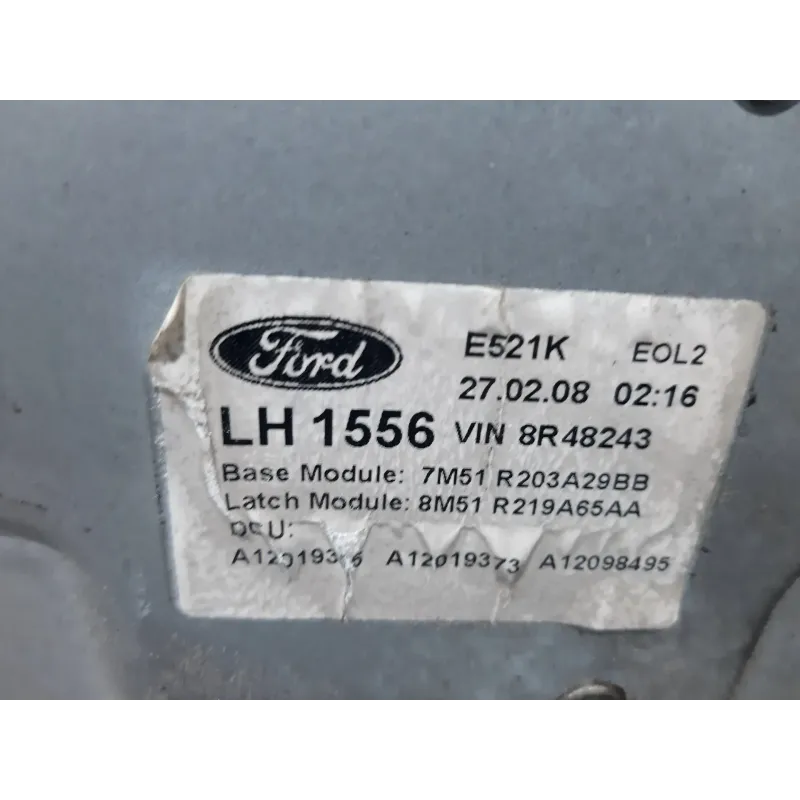 Ford E521K EOL2
27.02.08 02:16
LH 1556 VIN 8R48243
Base Module: 7M51 R203A29BB
Latch Module: 8M51 R219A65AA
A12019373 A12098495